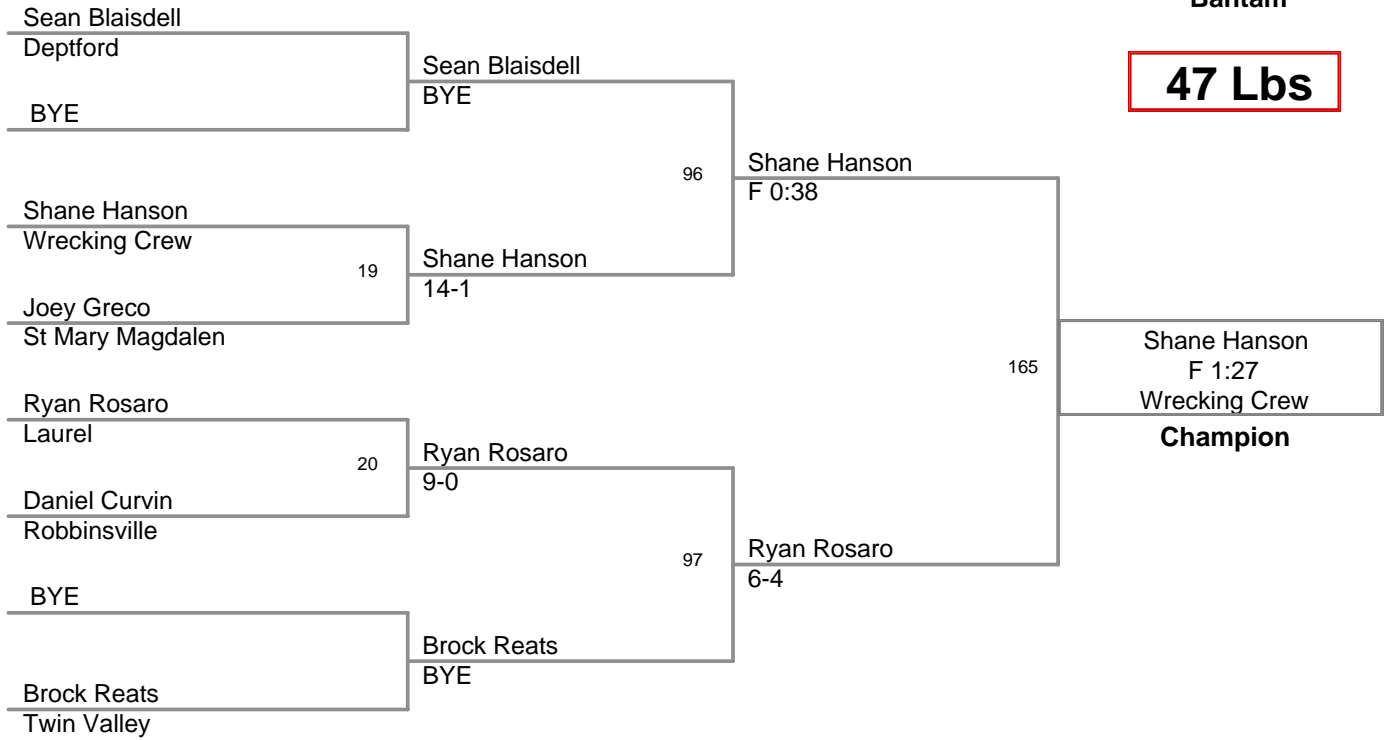 Bantam
47 Lbs
Sean Blaisdell
Deptford
BYE
Shane Hanson
Wrecking Crew
19
Joey Greco
St Mary Magdalen
Ryan Rosaro
Laurel
20
Daniel Curvin
Robbinsville
BYE
Brock Reats
Twin Valley
Sean Blaisdell
BYE
96
Shane Hanson
14-1
Ryan Rosaro
9-0
97
Brock Reats
BYE
Shane Hanson
F 0:38
165
Ryan Rosaro
6-4
Shane Hanson
F 1:27
Wrecking Crew
Champion